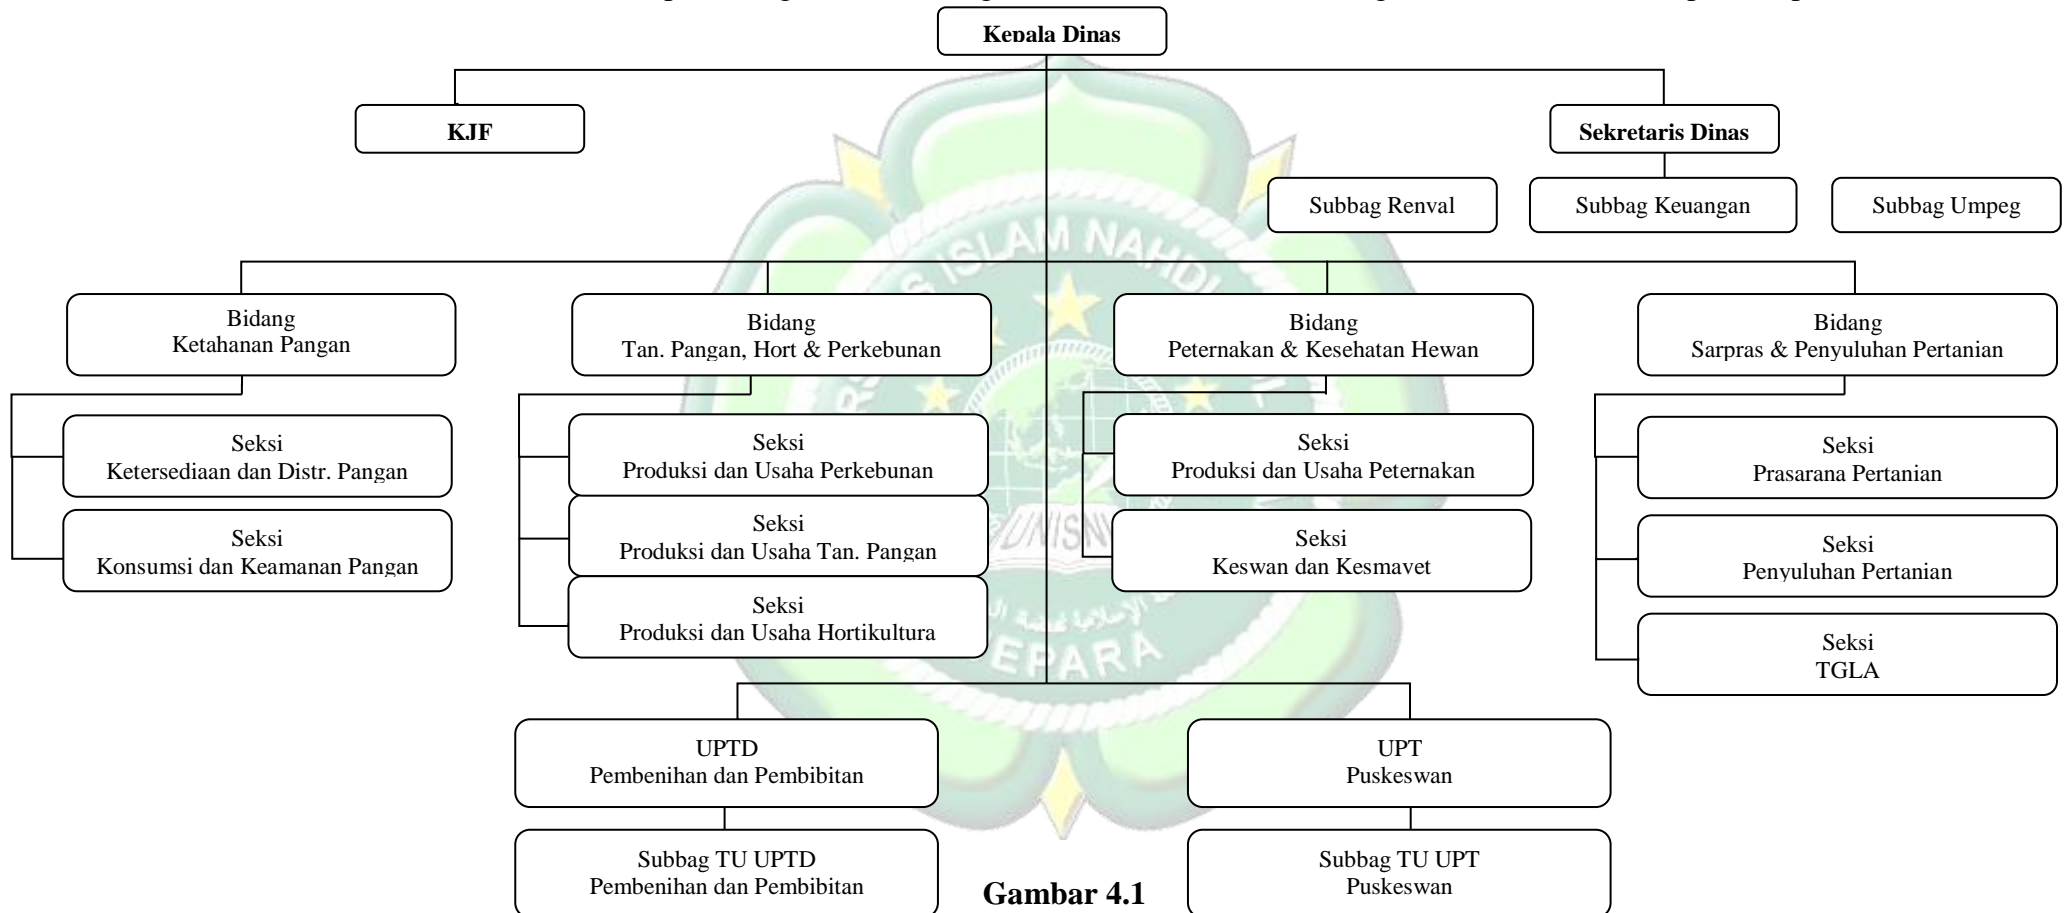 Kepala Dinas
KJF
Sekretaris Dinas
Subbag Renval
Subbag Keuangan
Subbag Umpeg
Bidang
Ketahanan Pangan
Bidang
Tan. Pangan, Hort & Perkebunan
Bidang
Peternakan & Kesehatan Hewan
Bidang
Sarpras & Penyuluhan Pertanian
Seksi
Ketersediaan dan Distr. Pangan
Seksi
Konsumsi dan Keamanan Pangan
Seksi
Produksi dan Usaha Perkebunan
Seksi
Produksi dan Usaha Tan. Pangan
Seksi
Produksi dan Usaha Hortikultura
Seksi
Produksi dan Usaha Peternakan
Seksi
Keswan dan Kesmavet
Seksi
Prasarana Pertanian
Seksi
Penyuluhan Pertanian
Seksi
TGLA
UPTD
Pembenihan dan Pembibitan
UPT
Puskeswan
Subbag TU UPTD
Pembenihan dan Pembibitan
Subbag TU UPT
Puskeswan
Gambar 4.1
ISLAM
UNISNU
JEPARA